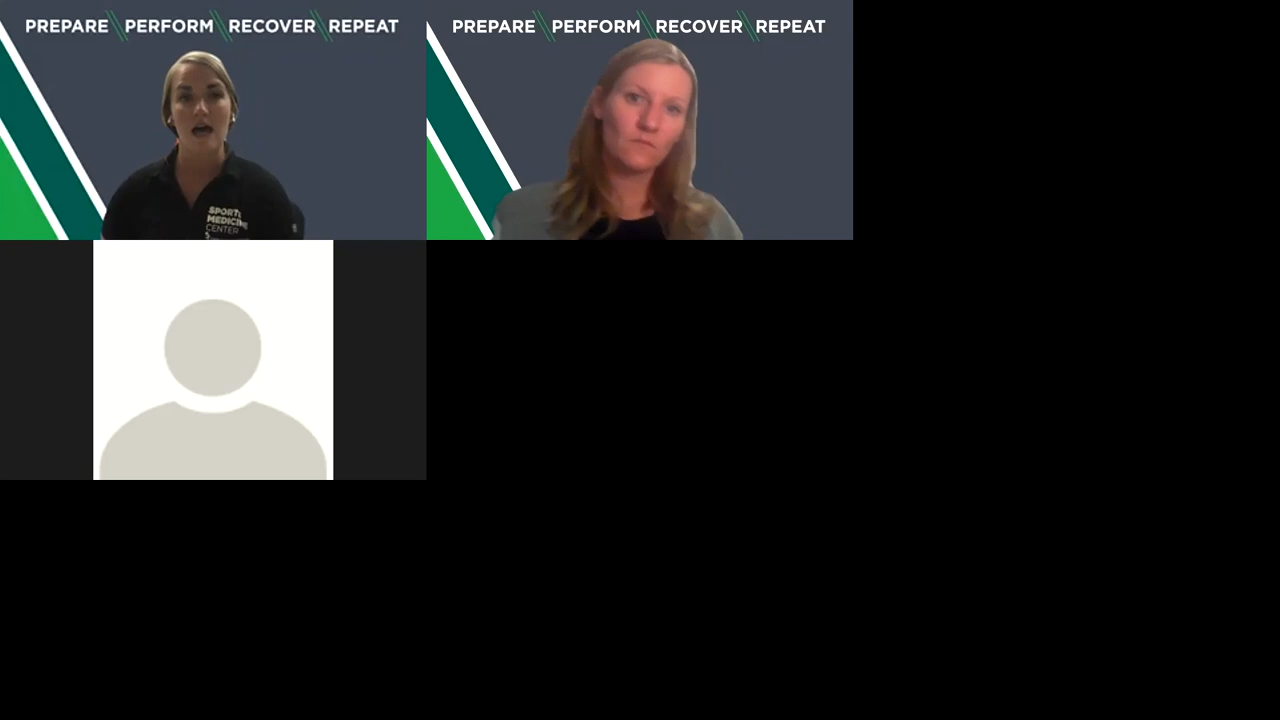 PREPARE PERFORM RECOVER REPEAT
PREPARE PERFORM RECOVER REPEAT
SPORTS
MEDICINE
CENTER